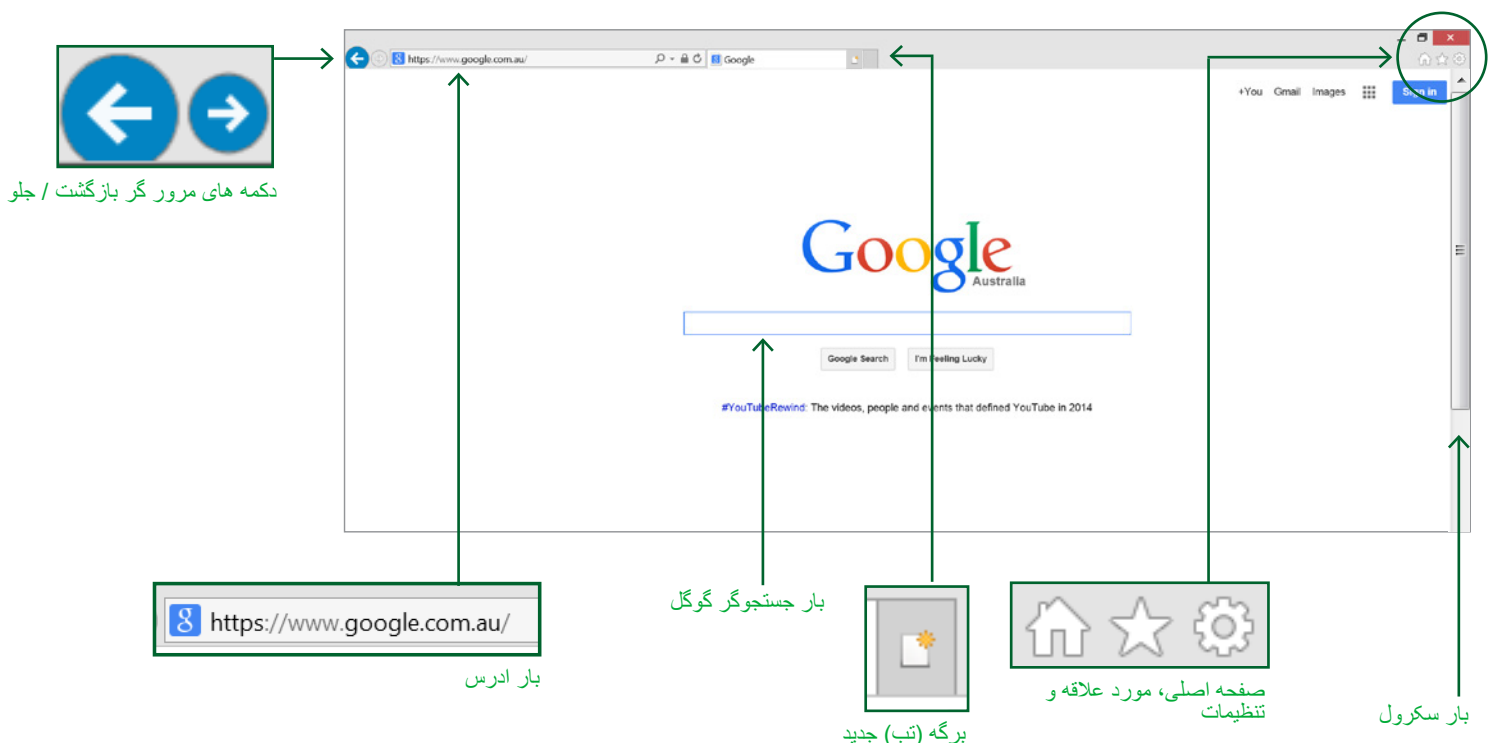 https://www.google.com.au/
Google
+You Gmail Images Sign in
دکمه های مرور گر بازگشت / جلو
Google
Australia
Google Search I'm Feeling Lucky
#YouTubeRewind: The videos, people and events that defined YouTube in 2014
بار جستجوگر گوگل
https://www.google.com.au/
بار ادرس
صفحه اصلی، مورد علاقه و
تنظیمات
بار سکرول
برگه (تب) جدید